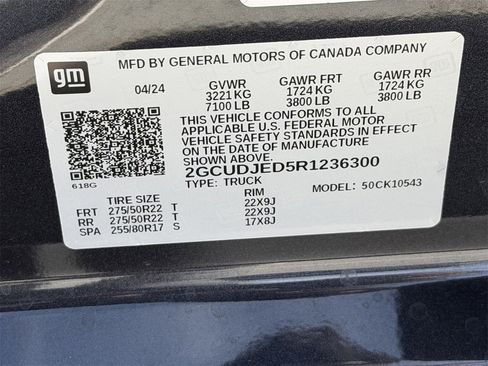 MFD BY GENERAL MOTORS OF CANADA COMPANY
gm
04/24 GVWR GAWR FRT GAWR RR
3221 KG 1724 KG 1724 KG
7100 LB 3800 LB 3800 LB
THIS VEHICLE CONFORMS TO ALL
APPLICABLE U.S. FEDERAL MOTOR
VEHICLE SAFETY STANDARDS IN EFFECT
ON THE DATE OF MANUFACTURE
SHOWN ABOVE.
2GCUDJED5R1236300
618G
TYPE: TRUCK MODEL: 50CK10543
TIRE SIZE RIM
FRT 275/50R22 T 22X9J
RR 275/50R22 T 22X9J
SPA 255/80R17 S 17X8J